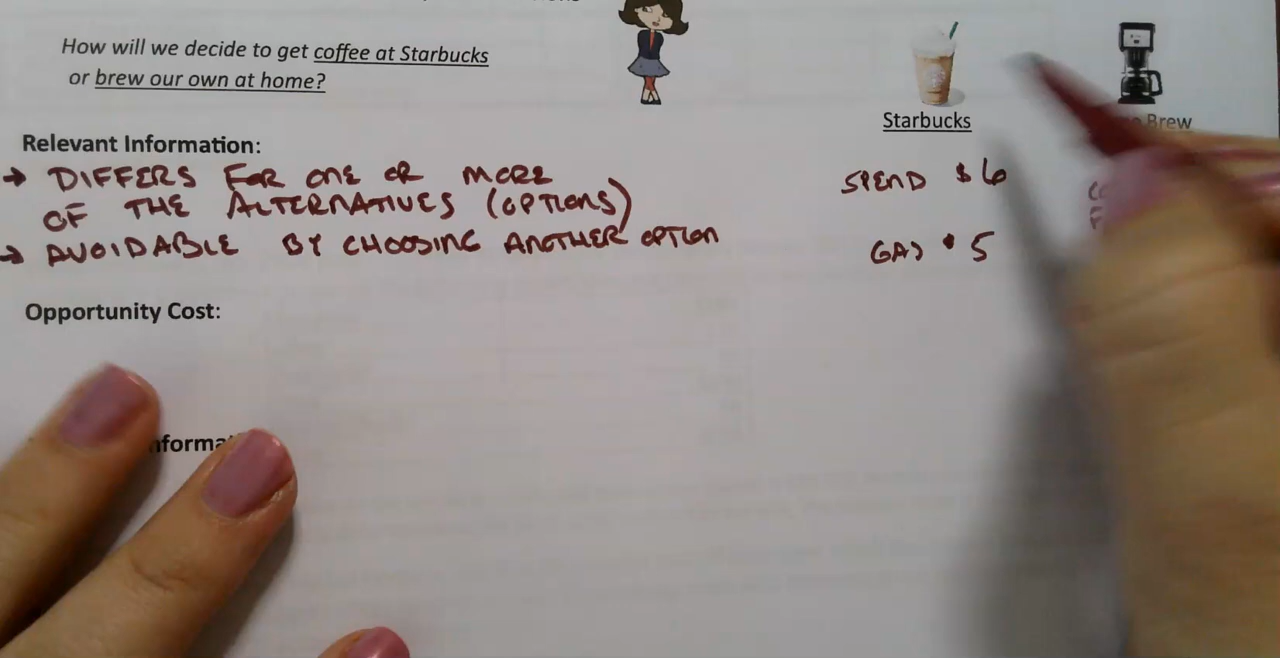 How will we decide to get coffee at Starbucks
or brew our own at home?
Starbucks
Brew
Relevant Information:
→ DIFFERS FOR ONE OR MORE
OF THE ALTERNATIVES (OPTIONS)
→ AVOIDABLE BY CHOOSING ANOTHER OPTION
SPEND $6
GAS $5
Opportunity Cost: